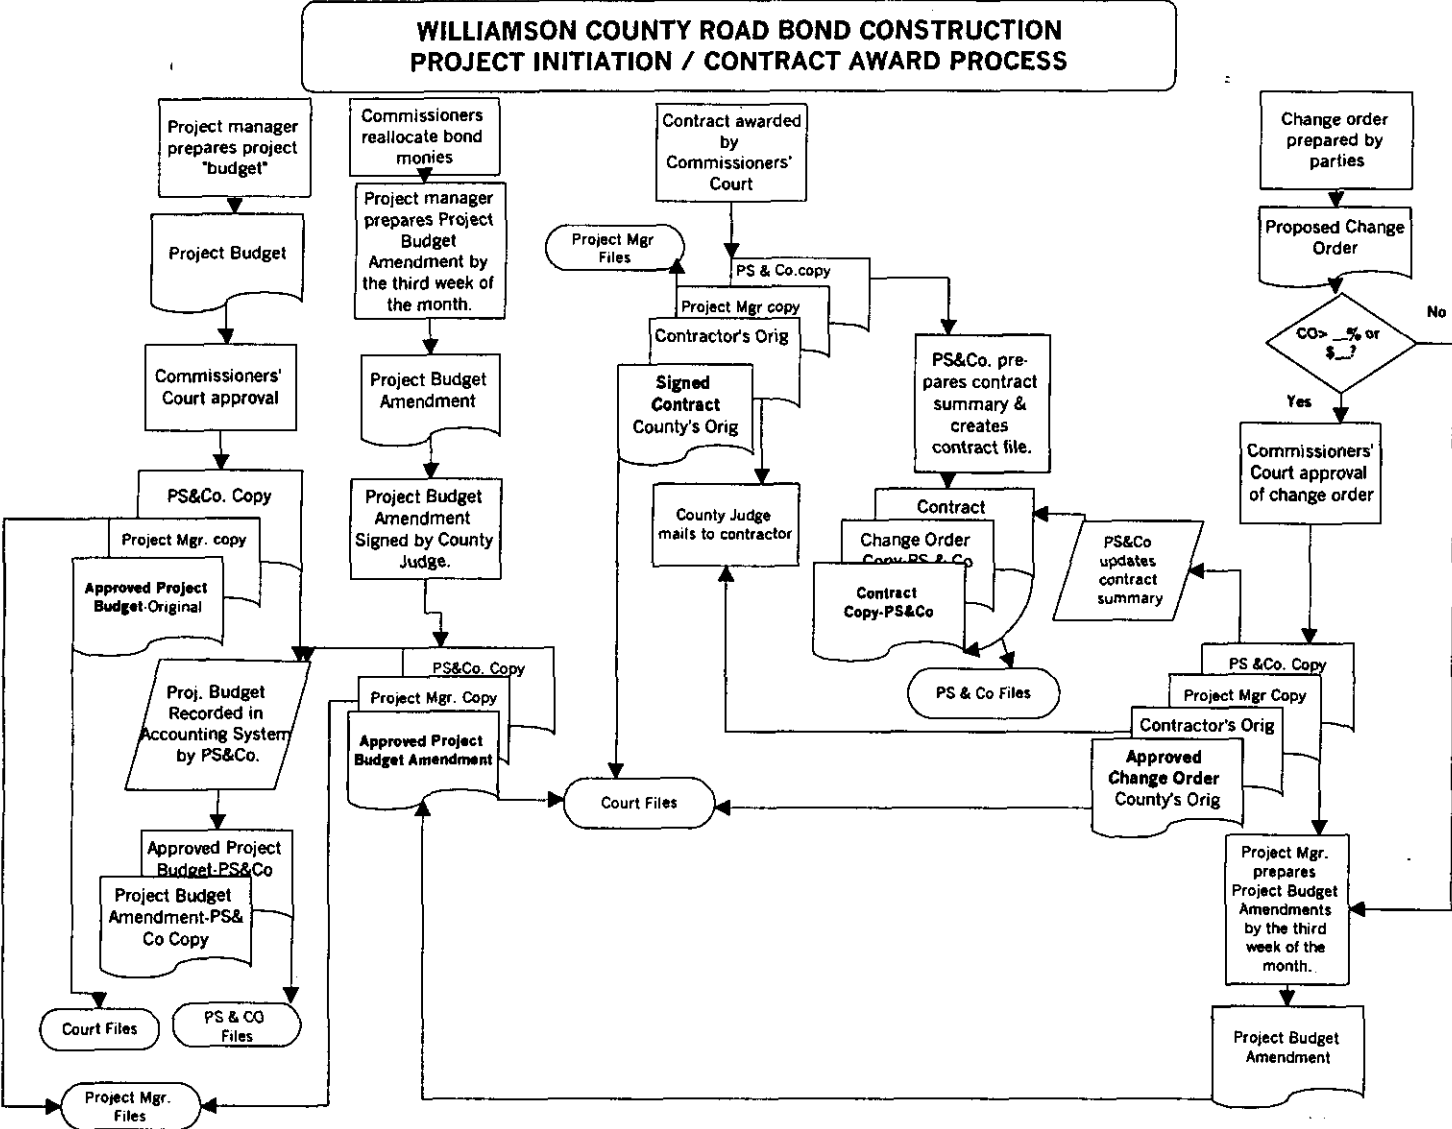 WILLIAMSON COUNTY ROAD BOND CONSTRUCTION
PROJECT INITIATION / CONTRACT AWARD PROCESS
Project manager
prepares project
"budget"
Project Budget
Commissioners'
Court approval
PS&Co. Copy
Project Mgr. copy
Approved Project
Budget-Original
Proj. Budget
Recorded in
Accounting System
by PS&Co.
Approved Project
Budget-PS&Co
Project Budget
Amendment-PS&
Co Copy
Court Files
PS & CO
Files
Project Mgr.
Files
Commissioners
reallocate bond
monies
Project manager
prepares Project
Budget
Amendment by
the third week of
the month.
Project Budget
Amendment
Project Budget
Amendment
Signed by County
Judge.
PS&Co. Copy
Project Mgr. Copy
Approved Project
Budget Amendment
Contract awarded
by
Commissioners'
Court
Project Mgr
Files
PS & Co.copy
Project Mgr copy
Contractor's Orig
Signed
Contract
County's Orig
County Judge
mails to contractor
Court Files
PS&Co. pre-
pares contract
summary &
creates
contract file.
Contract
Change Order
Copy-PS & Co
Contract
Copy-PS&Co
PS & Co Files
PS&Co
updates
contract
summary
Change order
prepared by
parties
Proposed Change
Order
CO> __% or
$__?
No
Yes
Commissioners'
Court approval
of change order
PS &Co. Copy
Project Mgr Copy
Contractor's Orig
Approved
Change Order
County's Orig
Project Mgr.
prepares
Project Budget
Amendments
by the third
week of the
month.
Project Budget
Amendment